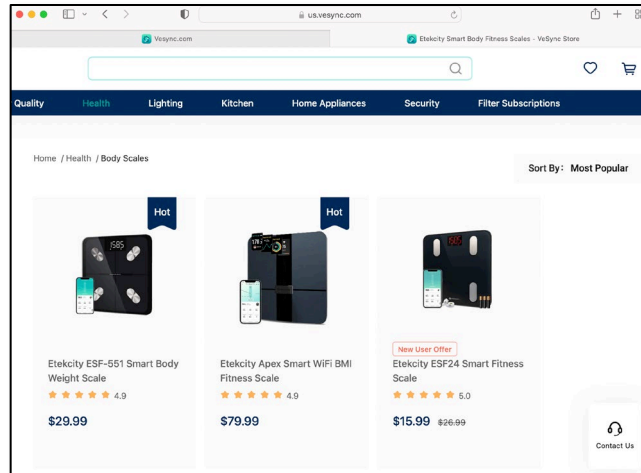 us.vesync.com
Vesync.com
Etekcity Smart Body Fitness Scales - VeSync Store
Quality Health Lighting Kitchen Home Appliances Security Filter Subscriptions
Home / Health / Body Scales
Sort By: Most Popular
Hot
Hot
New User Offer
Etekcity ESF-551 Smart Body
Weight Scale
4.9
$29.99
Etekcity Apex Smart WiFi BMI
Fitness Scale
4.9
$79.99
Etekcity ESF24 Smart Fitness
Scale
5.0
$15.99 $26.99
Contact Us